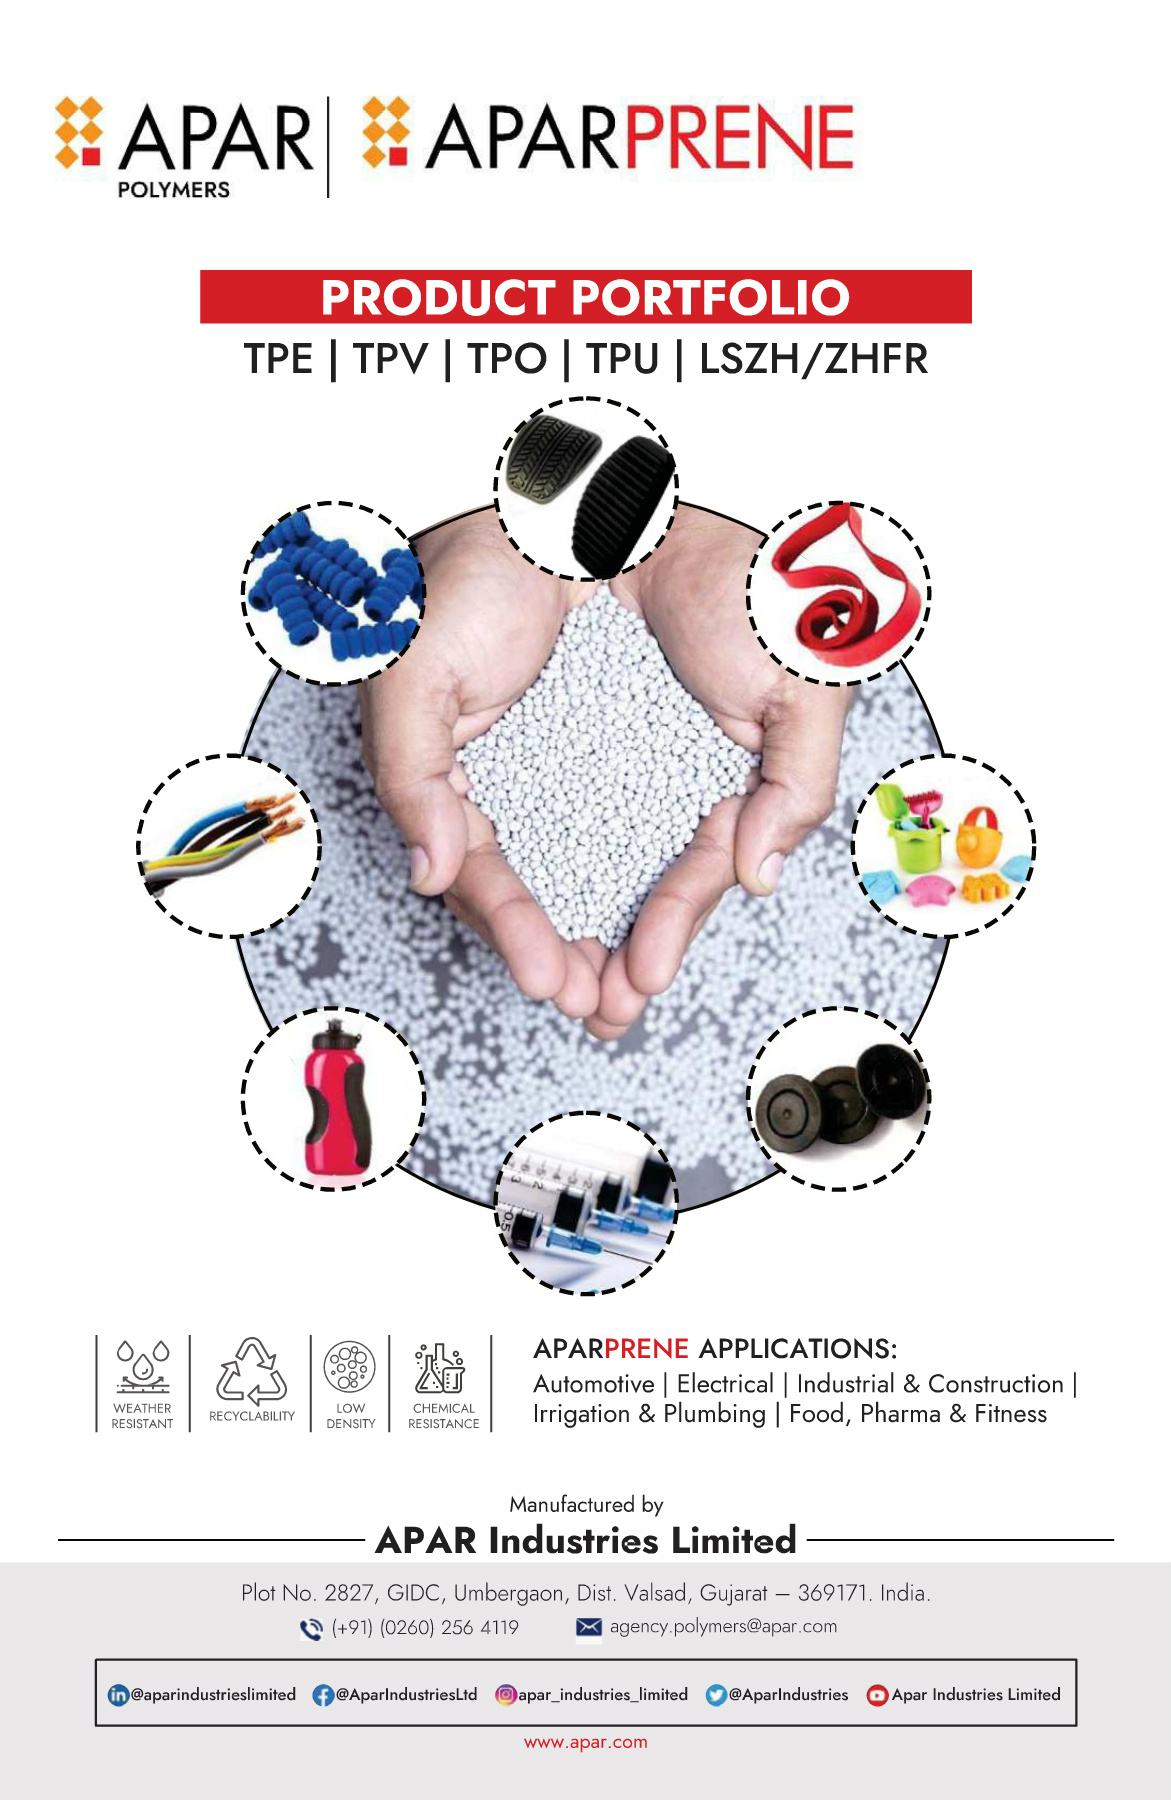 APAR
POLYMERS
APARPRENE
PRODUCT PORTFOLIO
TPE | TPV | TPO | TPU | LSZH/ZHFR
WEATHER
RESISTANT
RECYCLABILITY
LOW
DENSITY
CHEMICAL
RESISTANCE
APARPRENE APPLICATIONS:
Automotive | Electrical | Industrial & Construction |
Irrigation & Plumbing | Food, Pharma & Fitness
Manufactured by
APAR Industries Limited
Plot No. 2827, GIDC, Umbergaon, Dist. Valsad, Gujarat – 369171. India.
(+91) (0260) 256 4119 agency.polymers@apar.com
@aparindustrieslimited @AparIndustriesLtd apar_industries_limited @AparIndustries Apar Industries Limited
www.apar.com